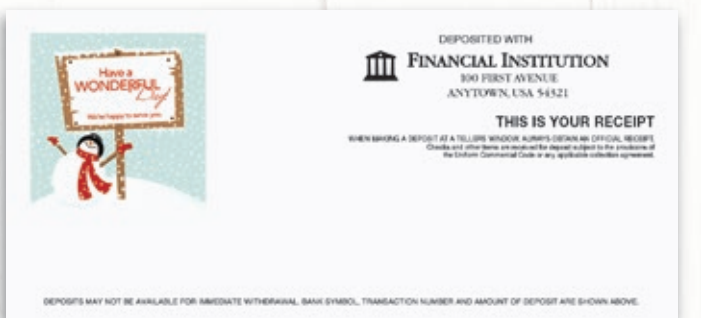 Have a
WONDERFUL
Day
We're happy to serve you.
DEPOSITED WITH
FINANCIAL INSTITUTION
100 FIRST AVENUE
ANYTOWN, USA 54321
THIS IS YOUR RECEIPT
WHEN MAKING A DEPOSIT AT A TELLERS WINDOW, ALWAYS OBTAIN AN OFFICIAL RECEIPT.
Checks and other items are received for deposit subject to the provisions of
the Uniform Commercial Code or any applicable collection agreement.
DEPOSITS MAY NOT BE AVAILABLE FOR IMMEDIATE WITHDRAWAL. BANK SYMBOL, TRANSACTION NUMBER AND AMOUNT OF DEPOSIT ARE SHOWN ABOVE.